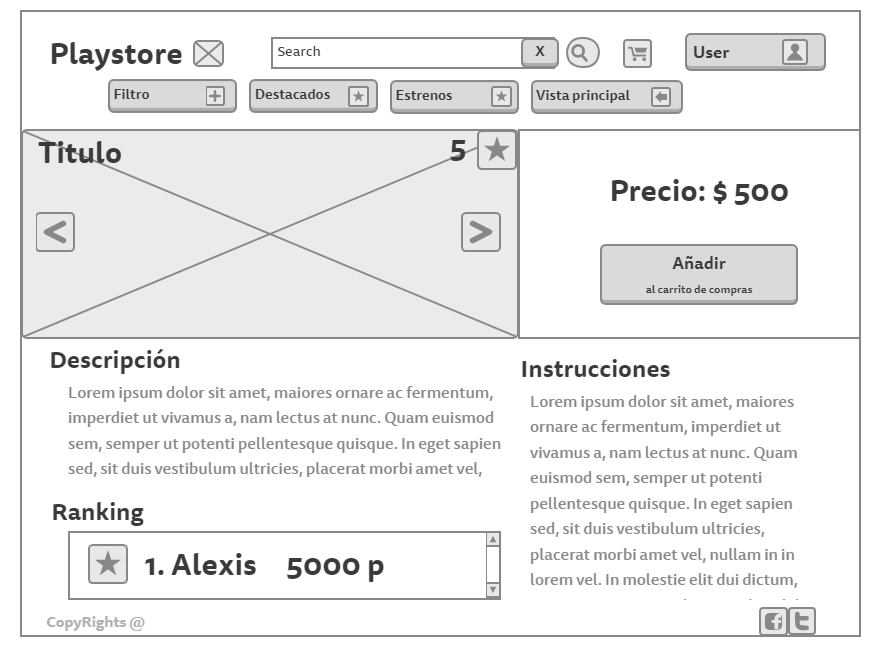 Playstore
Search
X
User
Filtro
Destacados
Estrenos
Vista principal
Titulo
5
<
>
Precio: $ 500
Añadir
al carrito de compras
Descripción
Lorem ipsum dolor sit amet, maiores ornare ac fermentum,
imperdiet ut vivamus a, nam lectus at nunc. Quam euismod
sem, semper ut potenti pellentesque quisque. In eget sapien
sed, sit duis vestibulum ultricies, placerat morbi amet vel,
Ranking
1. Alexis 5000 p
Instrucciones
Lorem ipsum dolor sit amet, maiores
ornare ac fermentum, imperdiet ut
vivamus a, nam lectus at nunc. Quam
euismod sem, semper ut potenti
pellentesque quisque. In eget sapien
sed, sit duis vestibulum ultricies,
placerat morbi amet vel, nullam in in
lorem vel. In molestie elit dui dictum,
CopyRights @